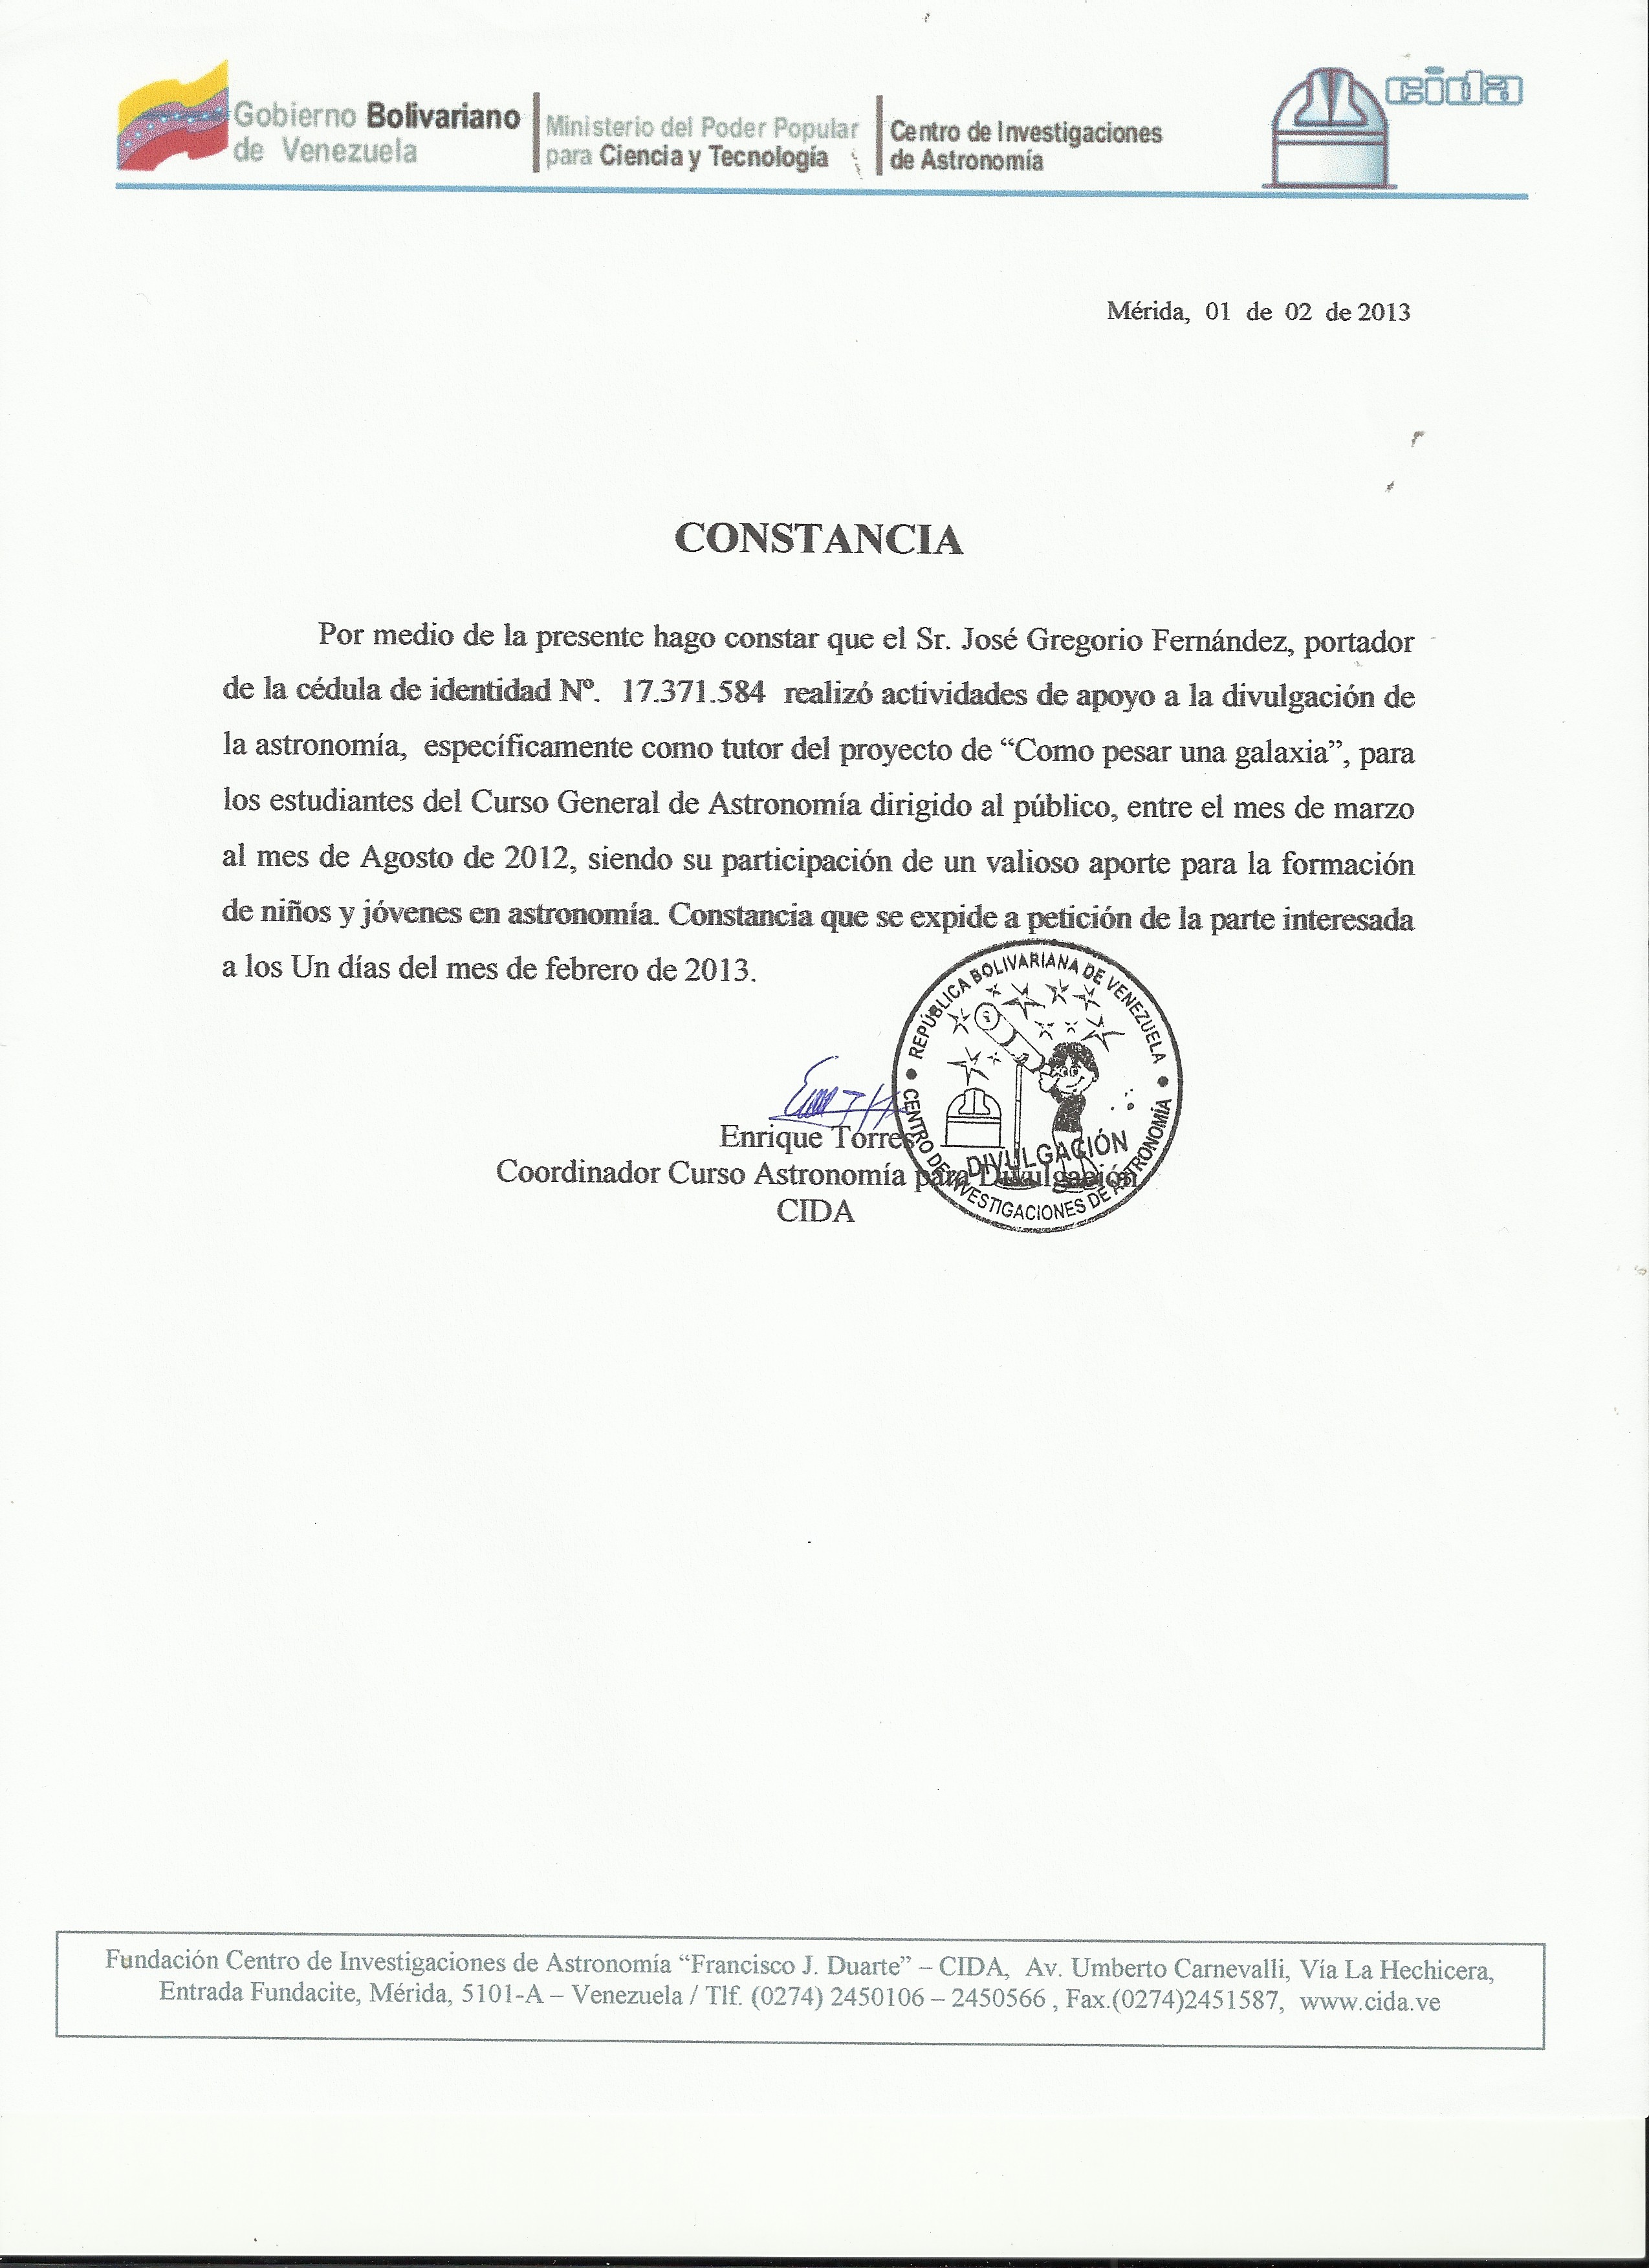 Gobierno Bolivariano
de Venezuela
Ministerio del Poder Popular
para Ciencia y Tecnología
Centro de Investigaciones
de Astronomía
cida
Mérida, 01 de 02 de 2013
CONSTANCIA
Por medio de la presente hago constar que el Sr. José Gregorio Fernández, portador
de la cédula de identidad Nº. 17.371.584 realizó actividades de apoyo a la divulgación de
la astronomía, específicamente como tutor del proyecto de “Como pesar una galaxia”, para
los estudiantes del Curso General de Astronomía dirigido al público, entre el mes de marzo
al mes de Agosto de 2012, siendo su participación de un valioso aporte para la formación
de niños y jóvenes en astronomía. Constancia que se expide a petición de la parte interesada
a los Un días del mes de febrero de 2013.
REPÚBLICA BOLIVARIANA DE VENEZUELA
CENTRO DE INVESTIGACIONES DE ASTRONOMÍA
DIVULGACIÓN
Enrique Torres
Coordinador Curso Astronomía para Divulgación
CIDA
Fundación Centro de Investigaciones de Astronomía “Francisco J. Duarte” – CIDA, Av. Umberto Carnevalli, Vía La Hechicera,
Entrada Fundacite, Mérida, 5101-A – Venezuela / Tlf. (0274) 2450106 – 2450566 , Fax.(0274)2451587, www.cida.ve